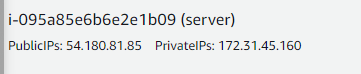 i-095a85e6b6e2e1b09 (server)
PublicIPs: 54.180.81.85 PrivateIPs: 172.31.45.160